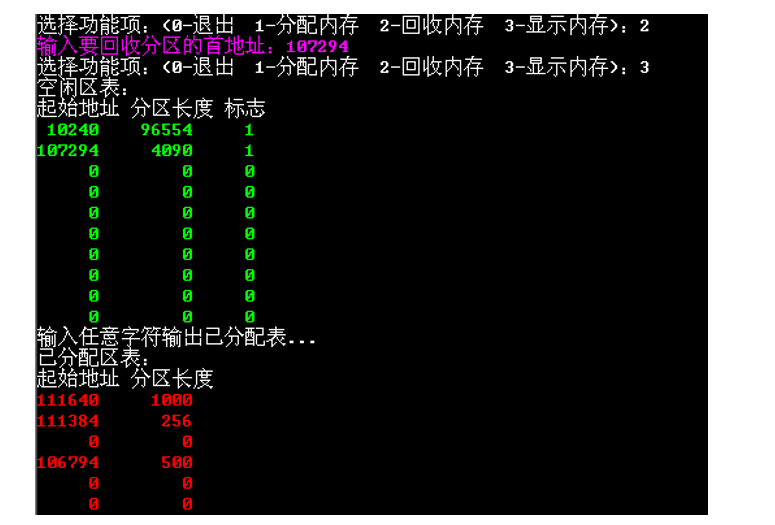 选择功能项:(0-退出 1-分配内存 2-回收内存 3-显示内存):2
输入要回收分区的首地址:107294
选择功能项:(0-退出 1-分配内存 2-回收内存 3-显示内存):3
空闲区表:
起始地址 分区长度 标志
10240 96554 1
107294 4090 1
0 0 0
0 0 0
0 0 0
0 0 0
0 0 0
0 0 0
0 0 0
0 0 0
输入任意字符输出已分配表...
已分配区表:
起始地址 分区长度
111640 1000
111384 256
0 0
106794 500
0 0
0 0